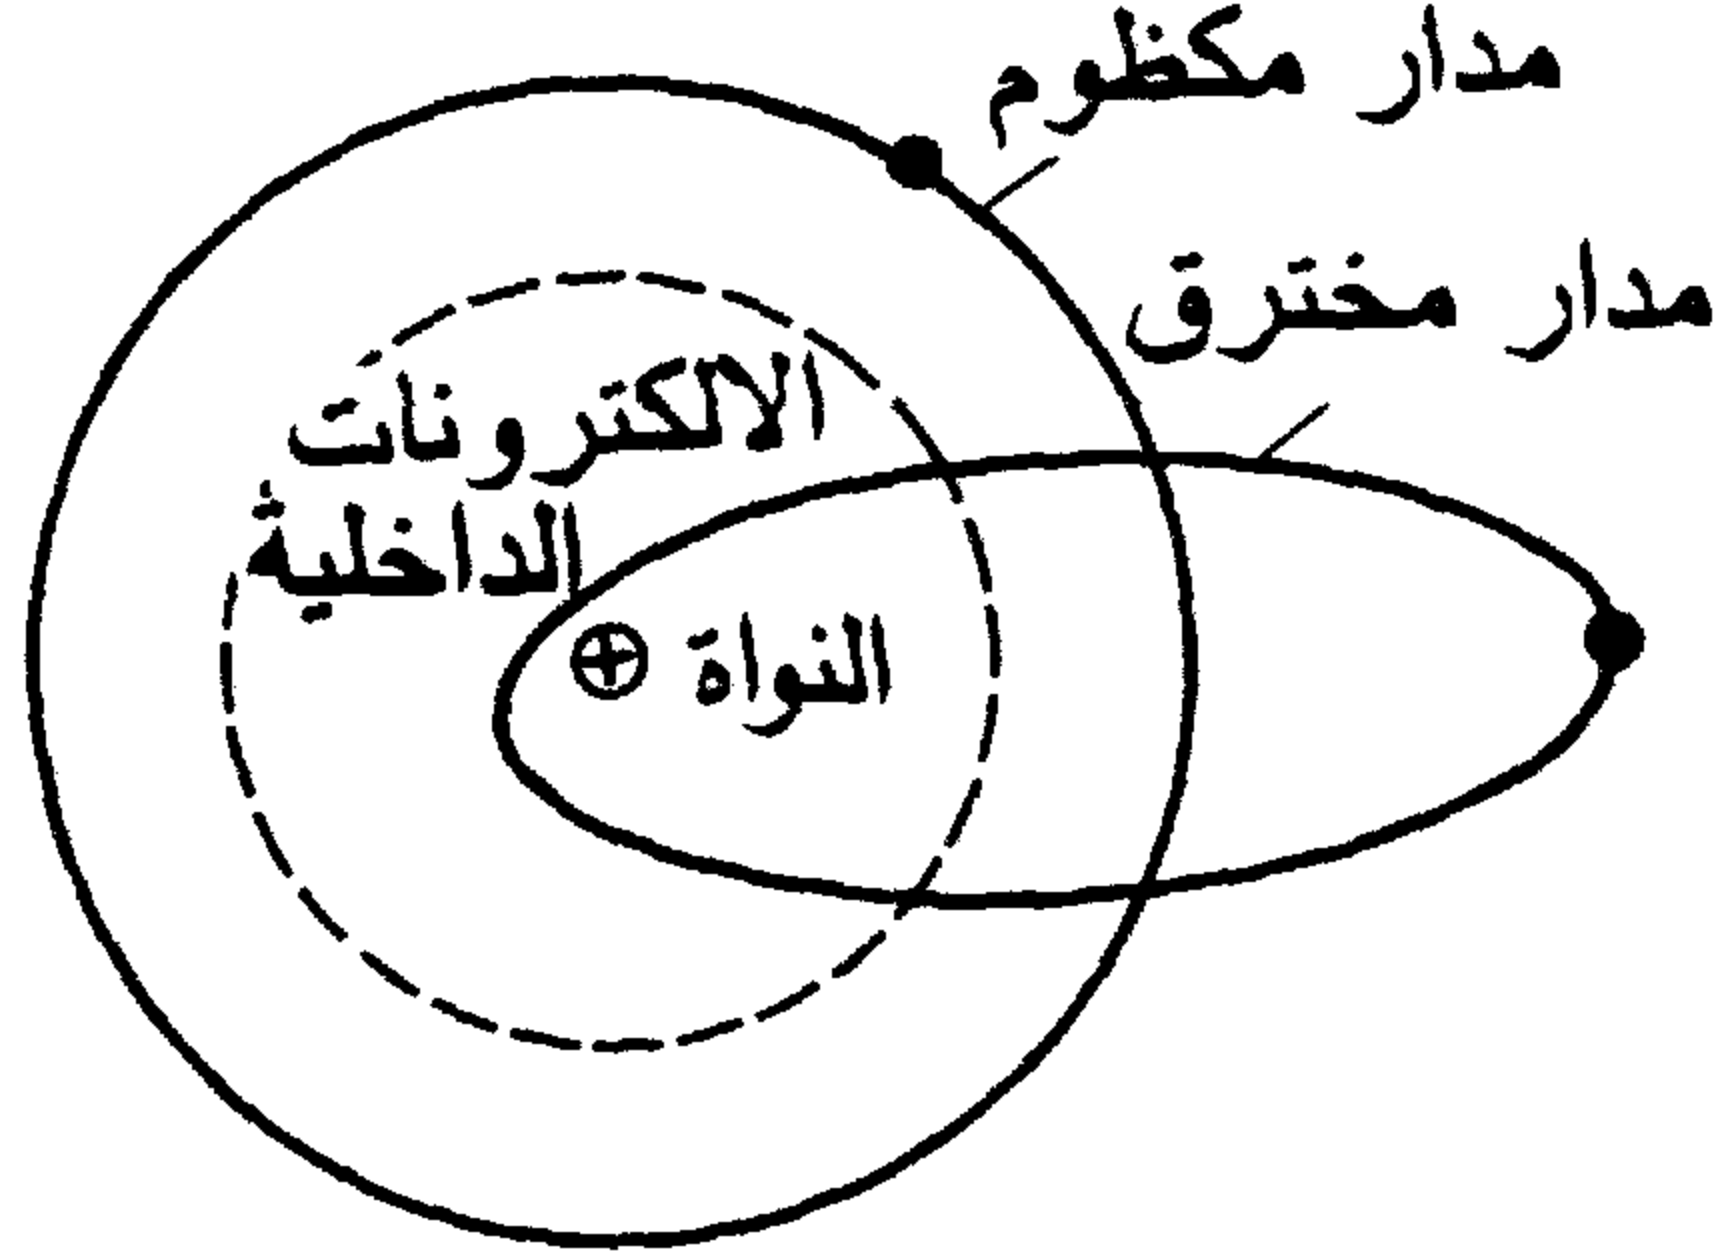 مدار مكظوم
مدار مخترق
الالكترونات
الداخلية
النواة